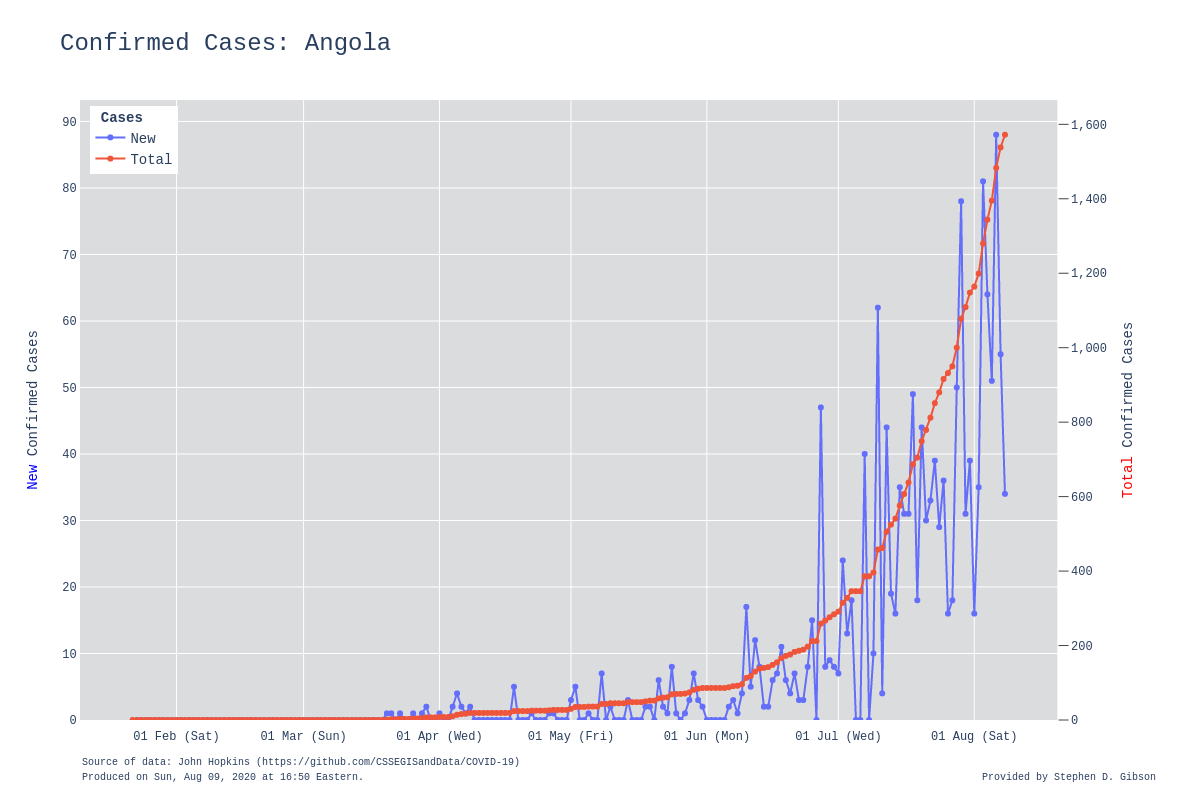 Confirmed Cases: Angola
Cases
New
Total
90
80
70
60
50
40
30
20
10
0
1,600
1,400
1,200
1,000
800
600
400
200
0
New Confirmed Cases
Total Confirmed Cases
01 Feb (Sat) 01 Mar (Sun) 01 Apr (Wed) 01 May (Fri) 01 Jun (Mon) 01 Jul (Wed) 01 Aug (Sat)
Source of data: John Hopkins (https://github.com/CSSEGISandData/COVID-19)
Produced on Sun, Aug 09, 2020 at 16:50 Eastern.
Provided by Stephen D. Gibson